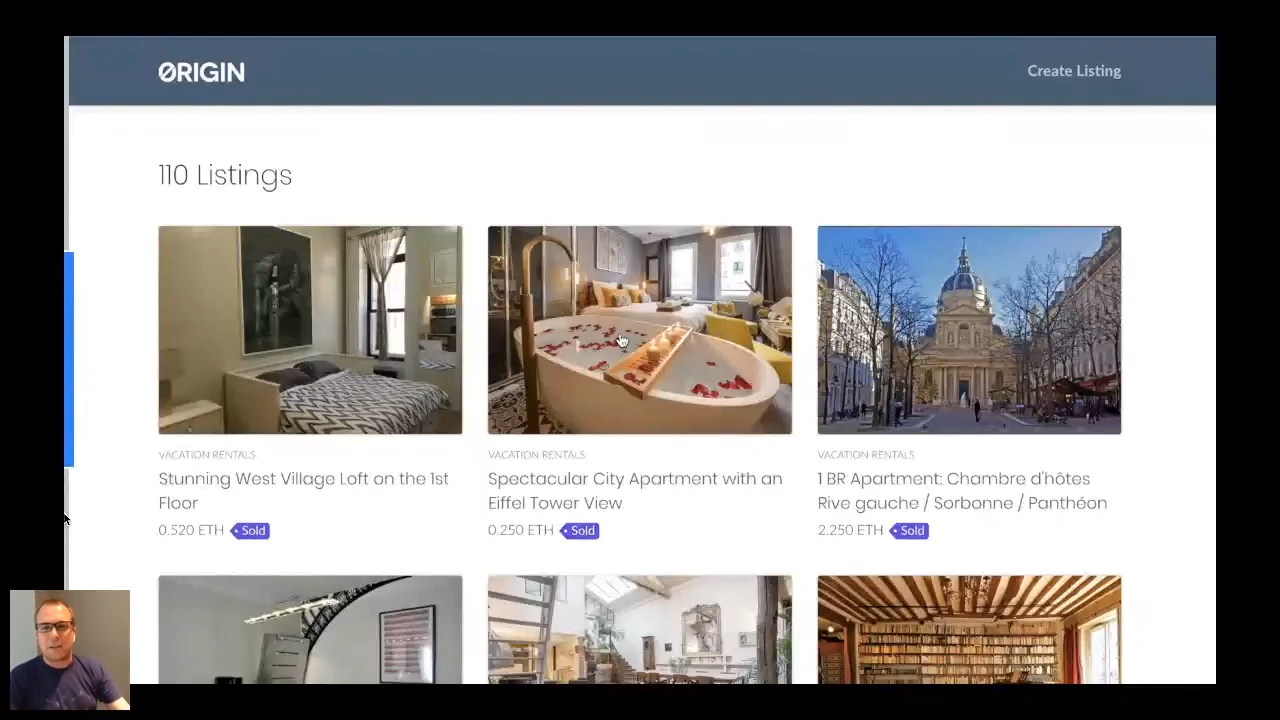 ØRIGIN
Create Listing
110 Listings
VACATION RENTALS
Stunning West Village Loft on the 1st
Floor
0.520 ETH
Sold
VACATION RENTALS
Spectacular City Apartment with an
Eiffel Tower View
0.250 ETH
Sold
VACATION RENTALS
1 BR Apartment: Chambre d'hôtes
Rive gauche / Sorbonne / Panthéon
2.250 ETH
Sold